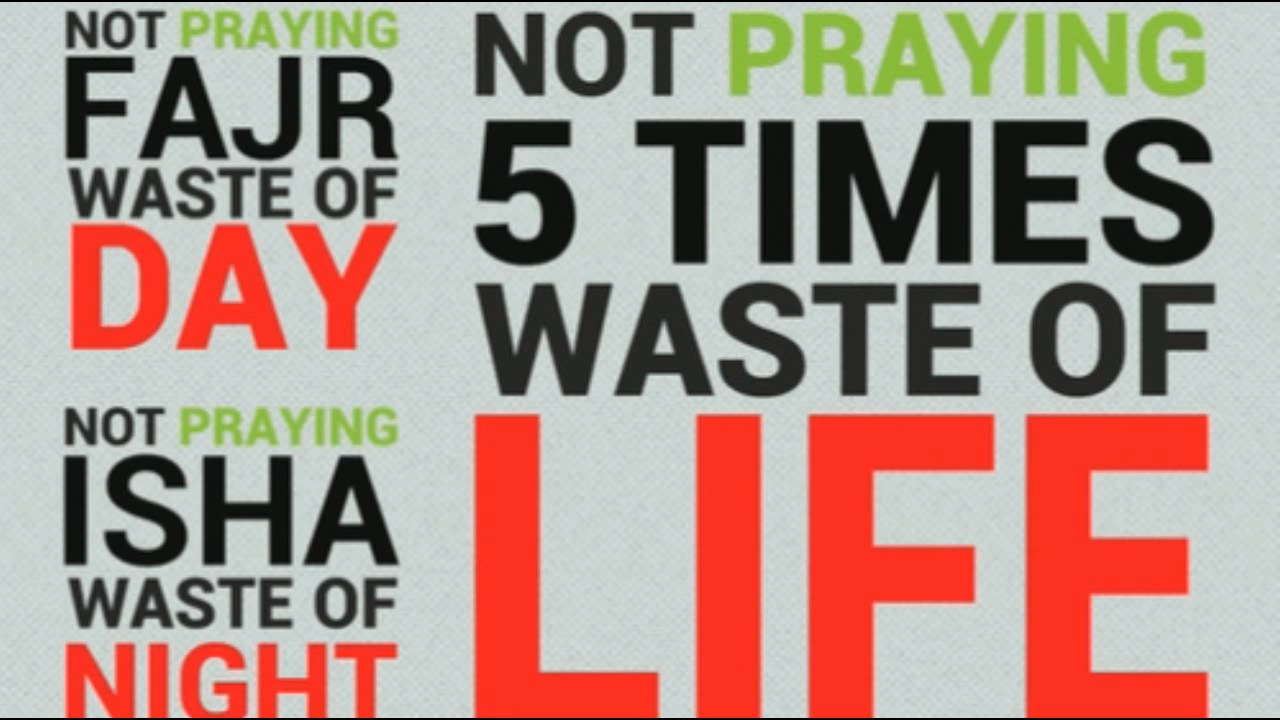 NOT PRAYING
FAJR
WASTE OF
DAY
NOT PRAYING
ISHA
WASTE OF
NIGHT
NOT PRAYING
5 TIMES
WASTE OF
LIFE